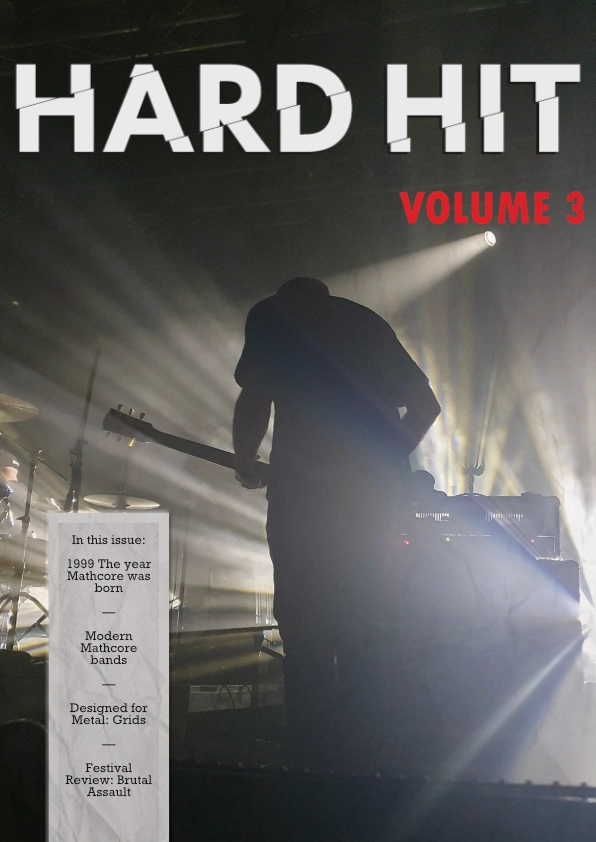 HARD HIT
VOLUME 3
In this issue:
1999 The year
Mathcore was
born
—
Modern
Mathcore
bands
—
Designed for
Metal: Grids
—
Festival
Review: Brutal
Assault